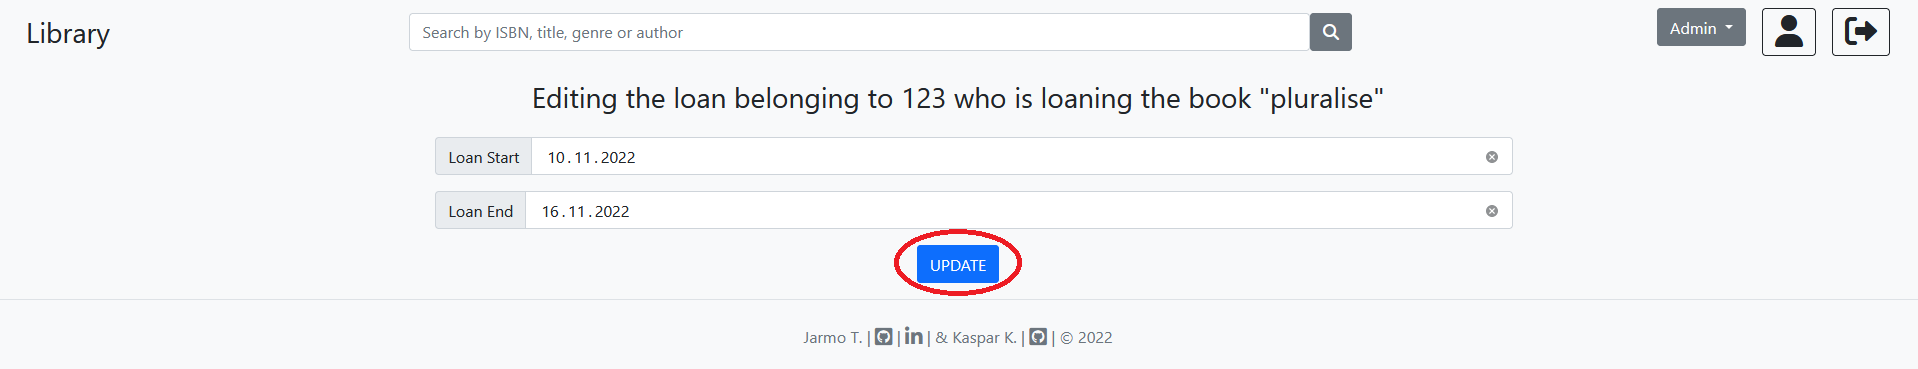 Library
Search by ISBN, title, genre or author
Admin
Editing the loan belonging to 123 who is loaning the book "pluralise"
Loan Start 10.11.2022
Loan End 16.11.2022
UPDATE
Jarmo T. | | in | & Kaspar K. | | © 2022